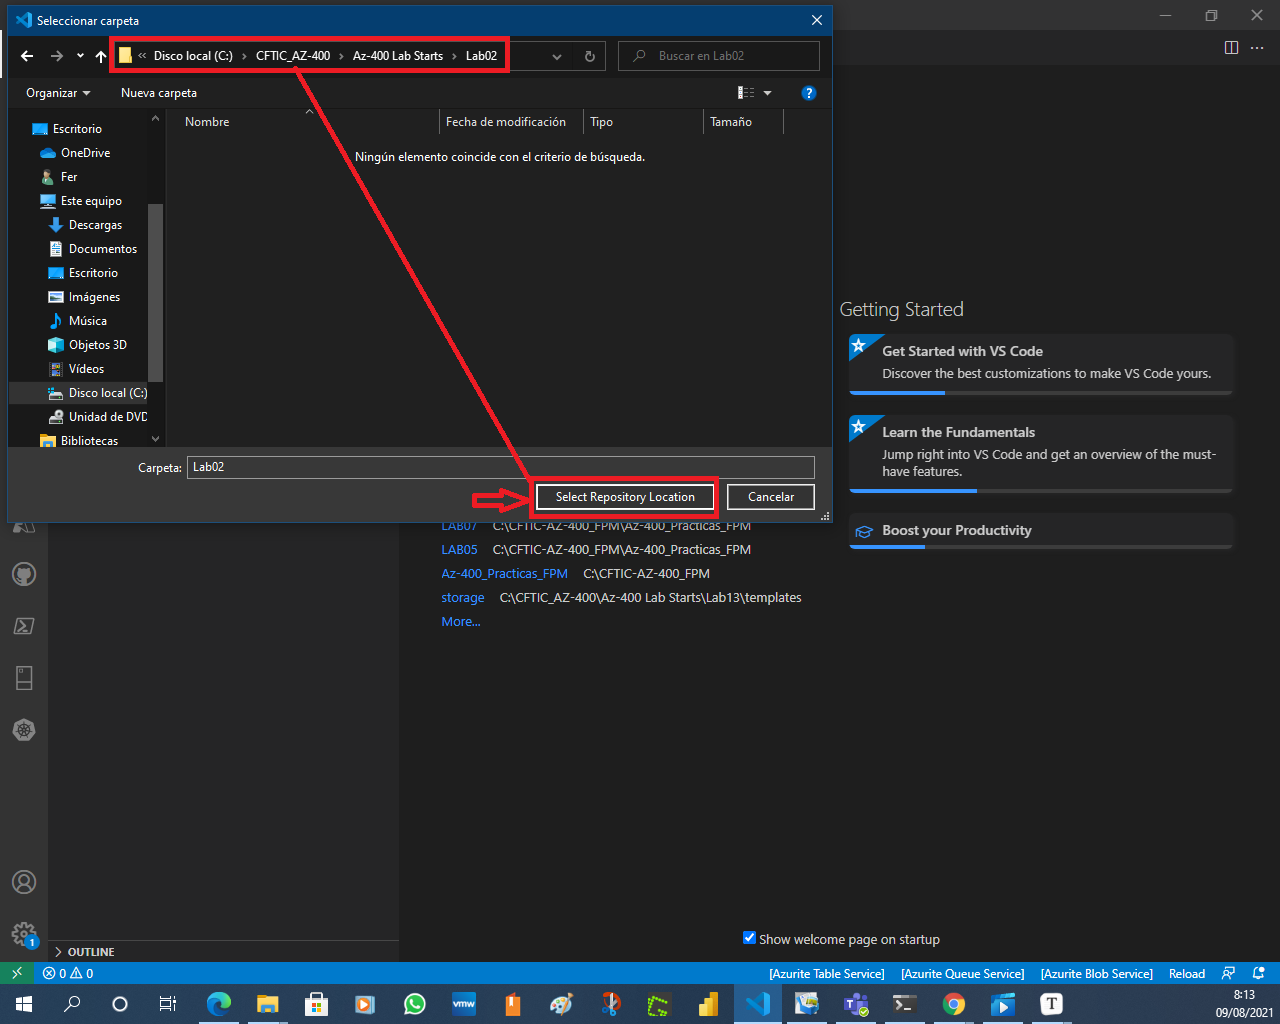 Seleccionar carpeta
« Disco local (C:) › CFTIC_AZ-400 › Az-400 Lab Starts › Lab02
Buscar en Lab02
Organizar
Nueva carpeta
?
Nombre
Fecha de modificación
Tipo
Tamaño
Ningún elemento coincide con el criterio de búsqueda.
Escritorio
OneDrive
Fer
Este equipo
Descargas
Documentos
Escritorio
Imágenes
Música
Objetos 3D
Vídeos
Disco local (C:)
Unidad de DVD
Bibliotecas
Carpeta: Lab02
Select Repository Location
Cancelar
Getting Started
Get Started with VS Code
Discover the best customizations to make VS Code yours.
Learn the Fundamentals
Jump right into VS Code and get an overview of the must-
have features.
Boost your Productivity
LAB07 C:\CFTIC-AZ-400_FPM\Az-400_Practicas_FPM
LAB05 C:\CFTIC-AZ-400_FPM\Az-400_Practicas_FPM
Az-400_Practicas_FPM C:\CFTIC-AZ-400_FPM
storage C:\CFTIC_AZ-400\Az-400 Lab Starts\Lab13\templates
More...
1
OUTLINE
Show welcome page on startup
0 0
[Azurite Table Service] [Azurite Queue Service] [Azurite Blob Service] Reload
vmw
T
8:13
09/08/2021